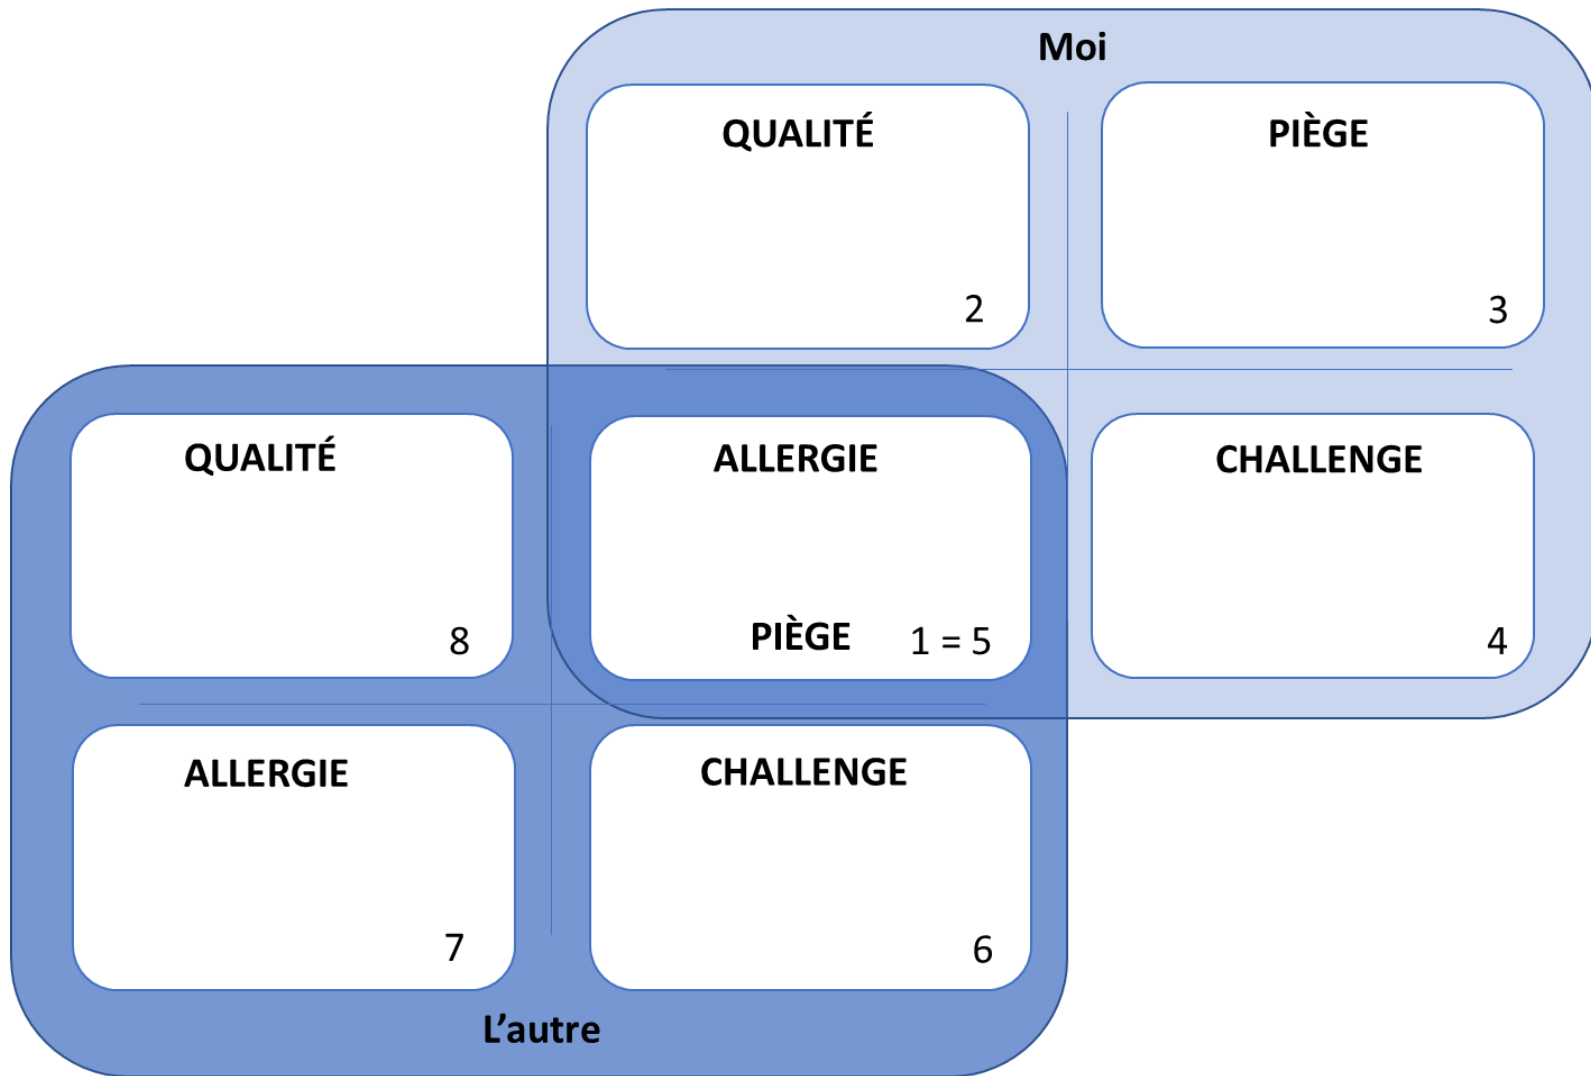 Moi
QUALITÉ
2
PIÈGE
3
QUALITÉ
8
ALLERGIE
PIÈGE 1 = 5
CHALLENGE
4
ALLERGIE
7
CHALLENGE
6
L’autre